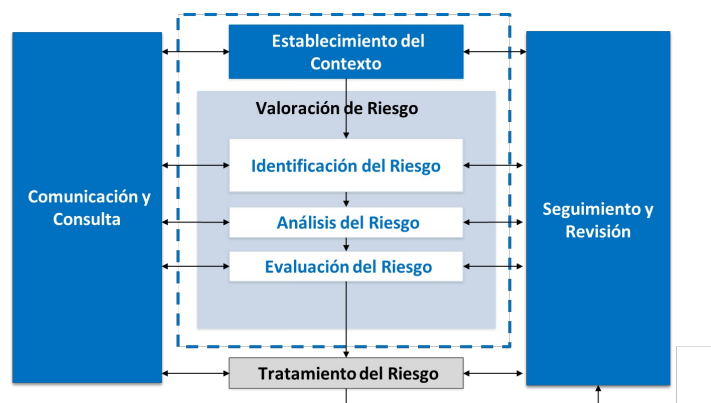 Establecimiento del
Contexto
Valoración de Riesgo
Identificación del Riesgo
Comunicación y
Consulta
Análisis del Riesgo
Seguimiento y
Revisión
Evaluación del Riesgo
Tratamiento del Riesgo